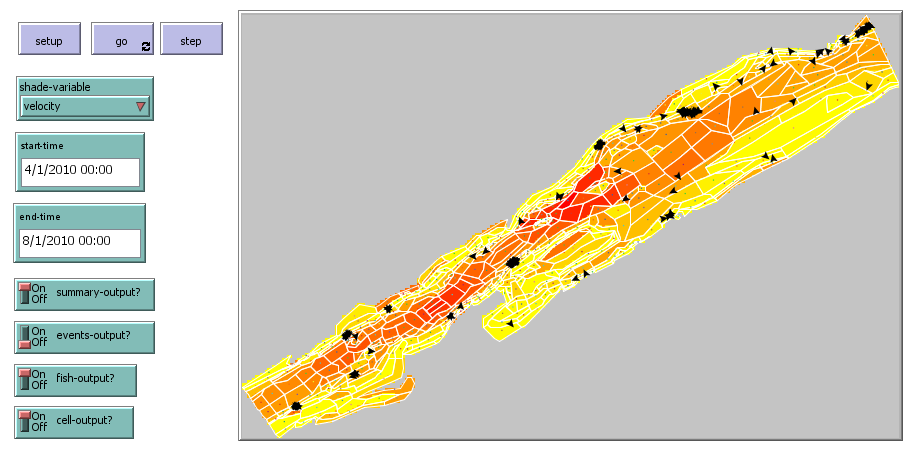 setup
go
step
shade-variable
velocity
start-time
4/1/2010 00:00
end-time
8/1/2010 00:00
On
Off
summary-output?
On
Off
events-output?
On
Off
fish-output?
On
Off
cell-output?